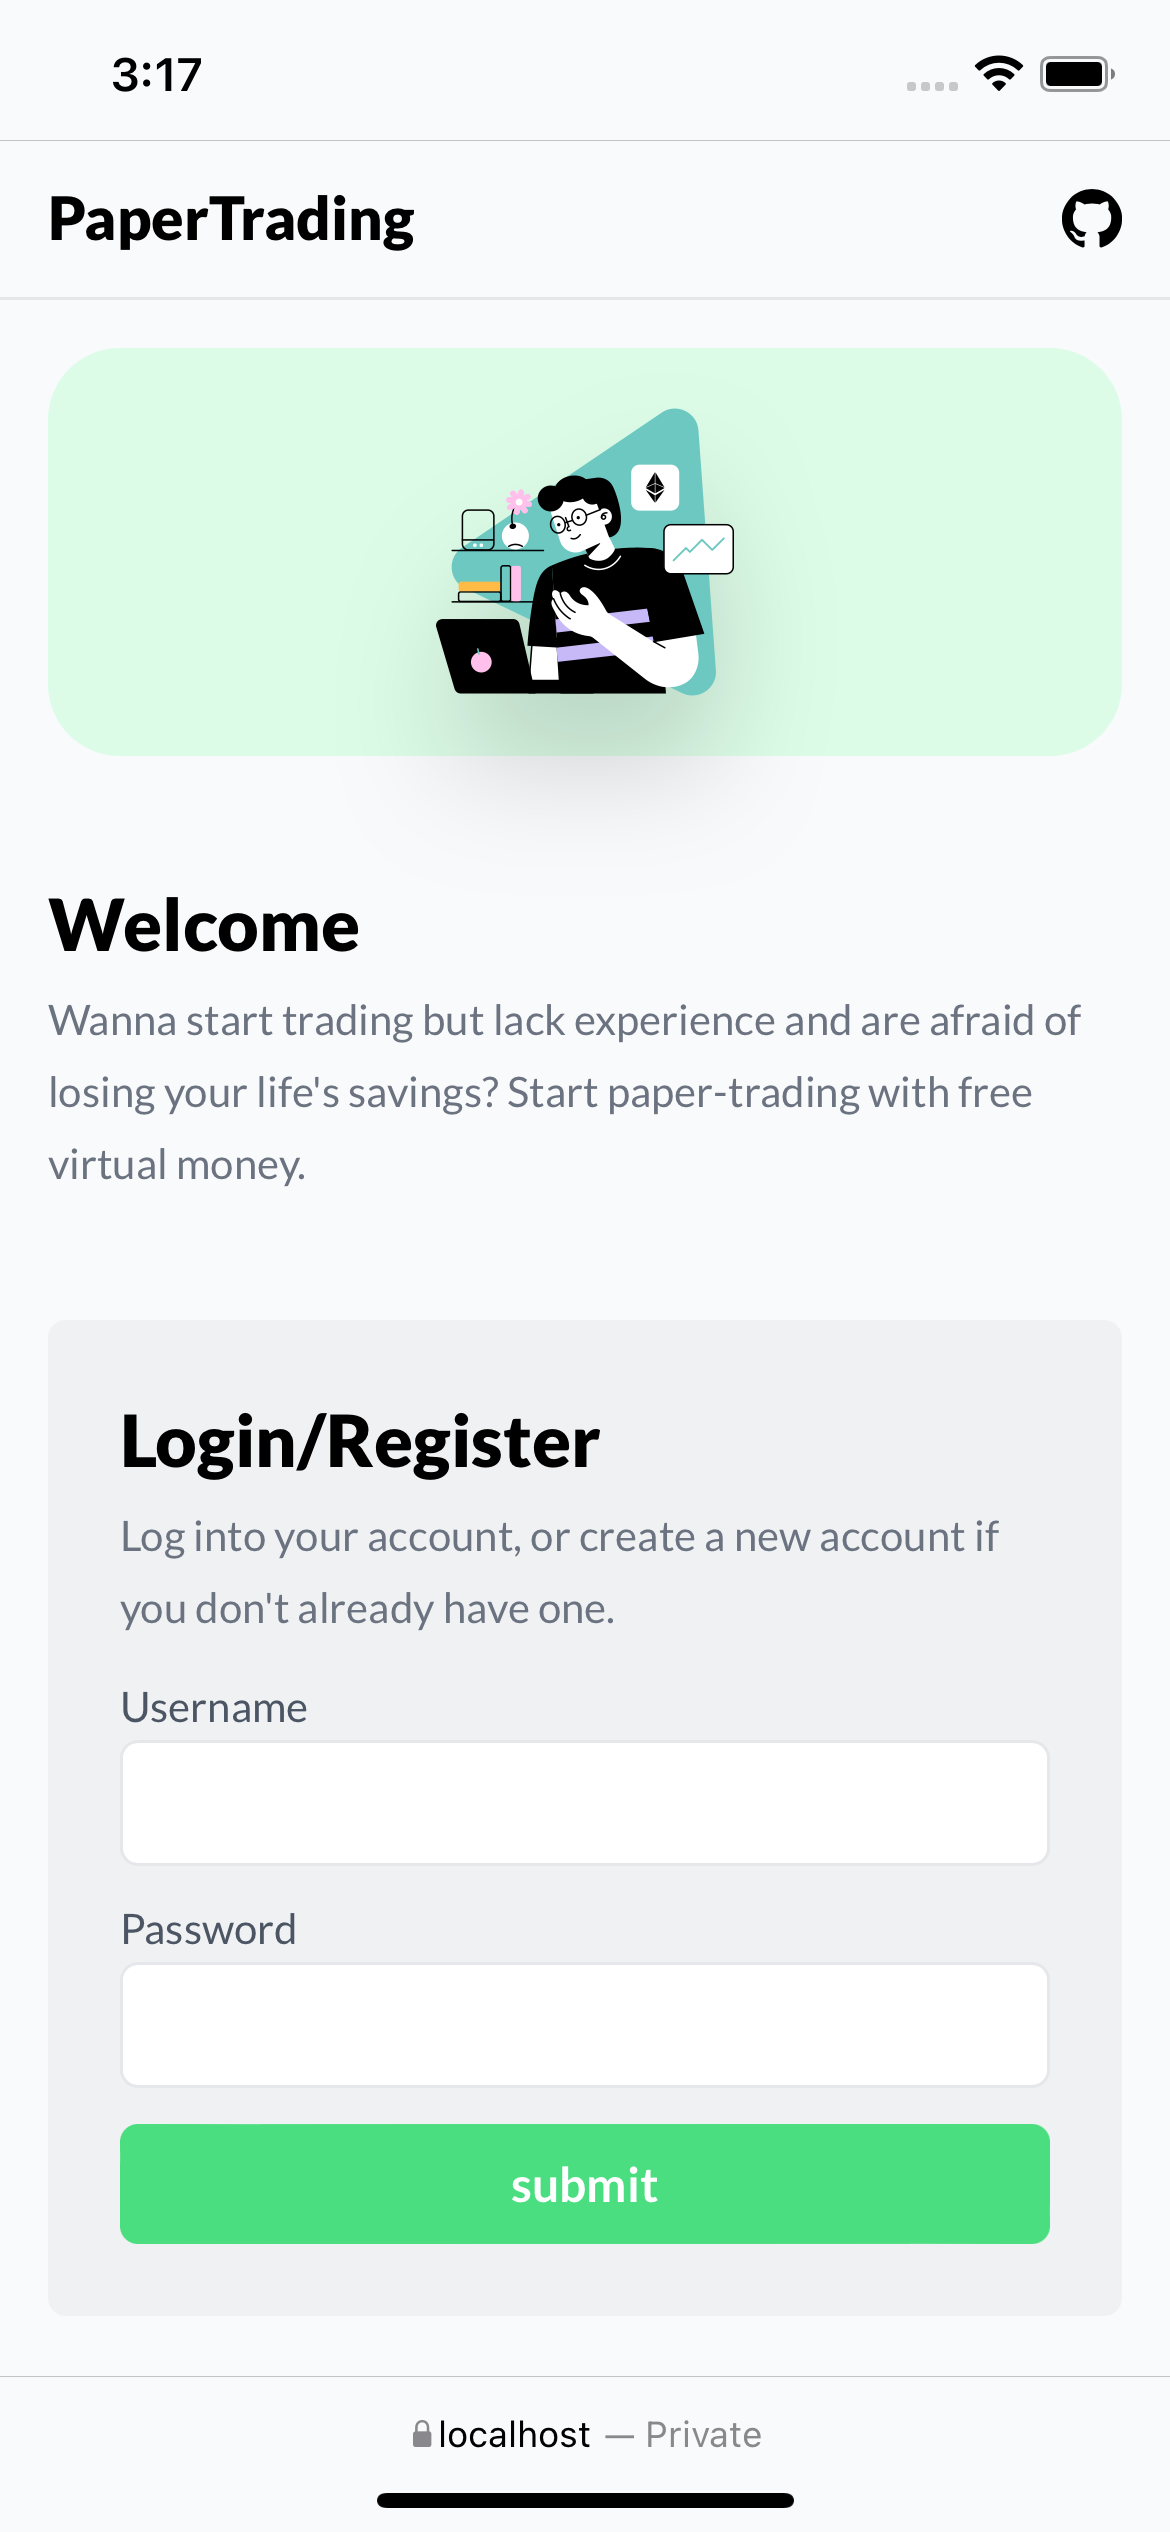 3:17
PaperTrading
Welcome
Wanna start trading but lack experience and are afraid of
losing your life's savings? Start paper-trading with free
virtual money.
Login/Register
Log into your account, or create a new account if
you don't already have one.
Username
Password
submit
localhost — Private